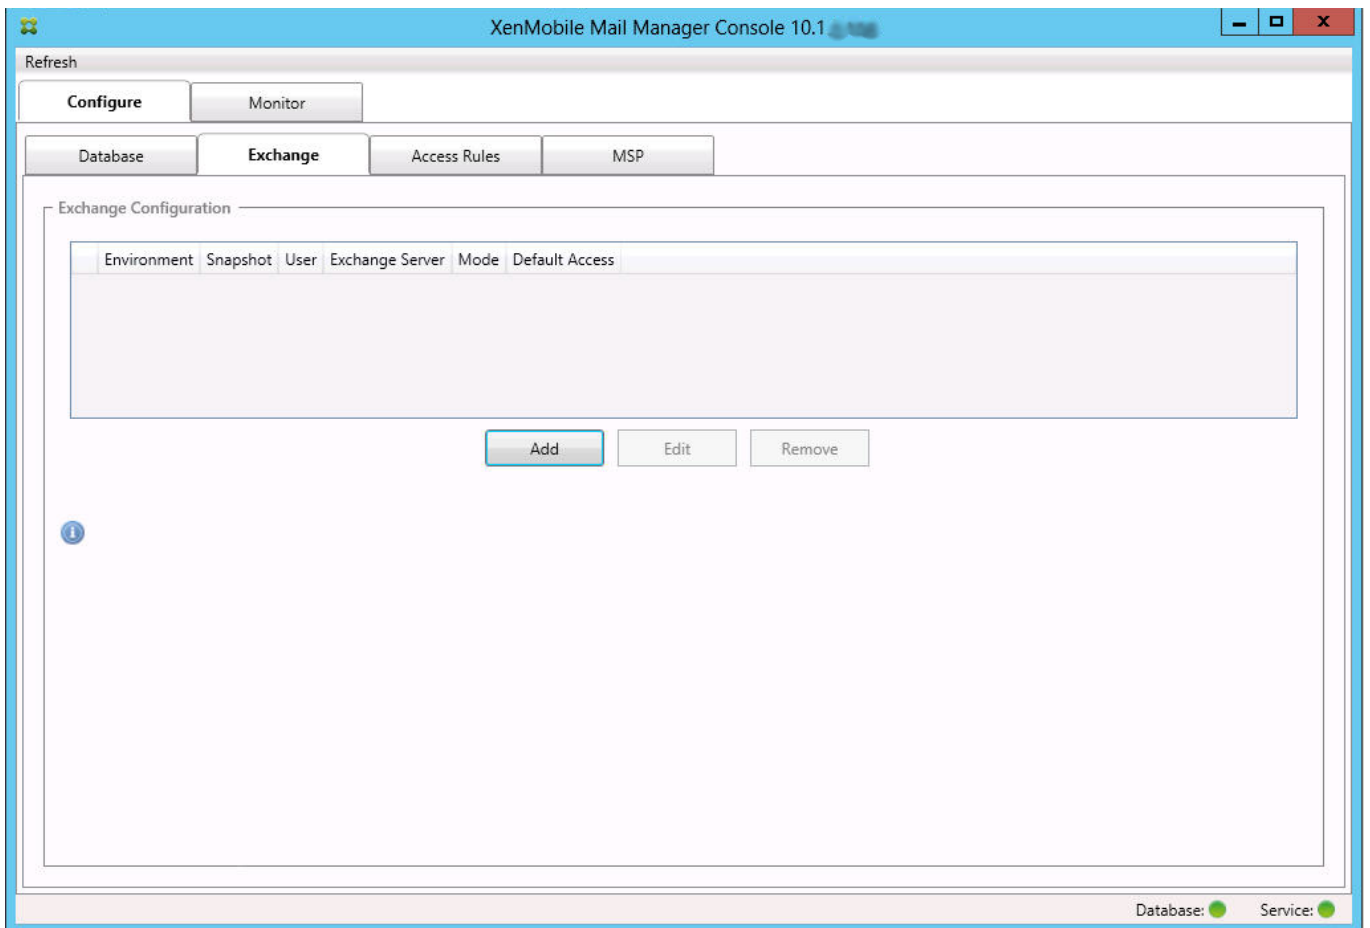 XenMobile Mail Manager Console 10.1
Refresh
Configure Monitor
Database Exchange Access Rules MSP
Exchange Configuration
Environment Snapshot User Exchange Server Mode Default Access
Add Edit Remove
Database: Service: